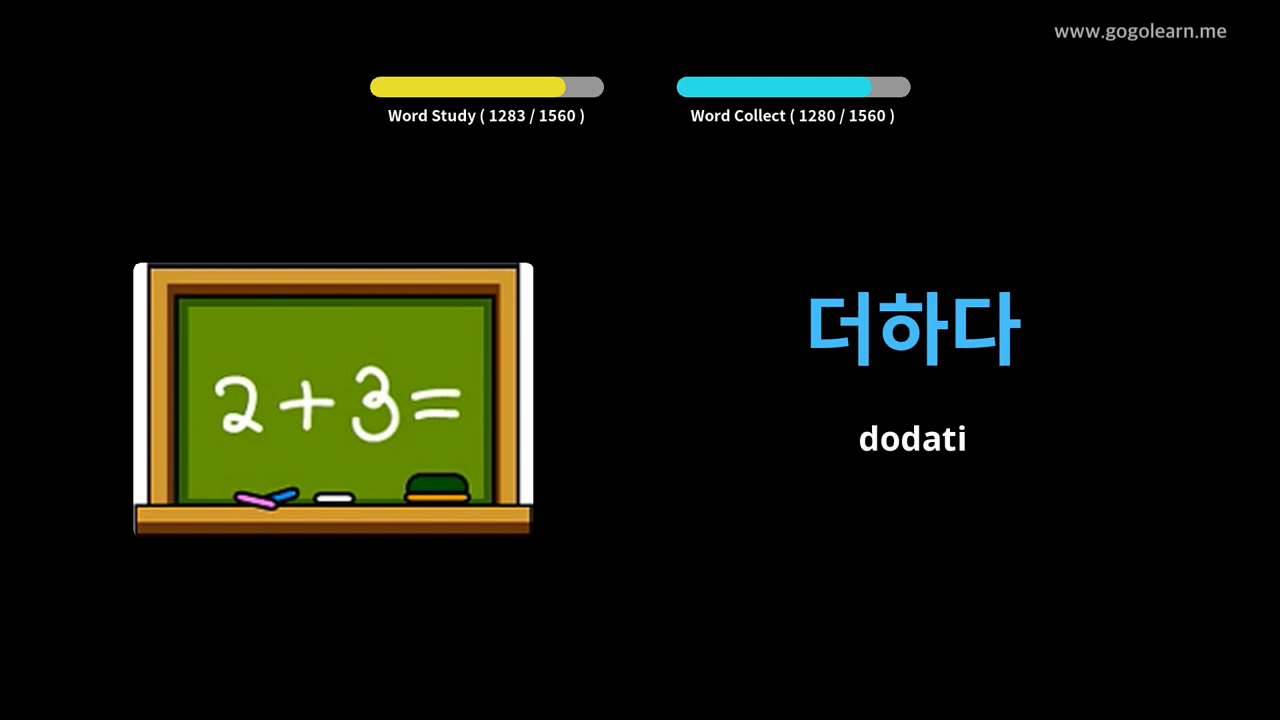 www.gogolearn.me
Word Study ( 1283 / 1560 )
Word Collect ( 1280 / 1560 )
2+3=
더하다
dodati